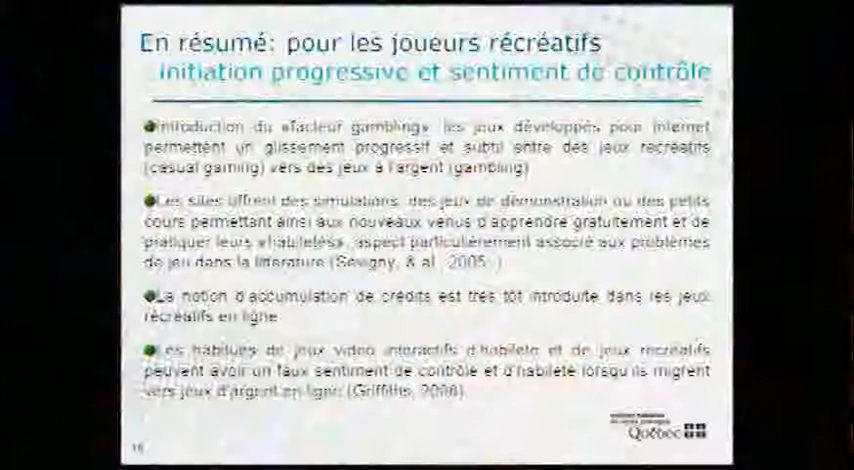 En résumé: pour les joueurs récréatifs
initiation progressive et sentiment de contrôle
Introduction du «facteur gambling» les jeux développés pour Internet
permettent un glissement progressif et subtil entre des jeux récréatifs
(casual gaming) vers des jeux à l'argent (gambling)
Les sites offrent des simulations, des jeux de démonstration ou des petits
cours permettant ainsi aux nouveaux venus d'apprendre gratuitement et de
pratiquer leurs «habiletés», aspect particulièrement associé aux problèmes
de jeu dans la littérature (Sévigny, & al., 2005 )
La notion d'accumulation de crédits est très tôt introduite dans les jeux
récréatifs en ligne
Les habitués de jeux vidéo interactifs d'habileté et de jeux récréatifs
peuvent avoir un faux sentiment de contrôle et d'habileté lorsqu'ils migrent
vers jeux d'argent en ligne (Griffiths,
Québec